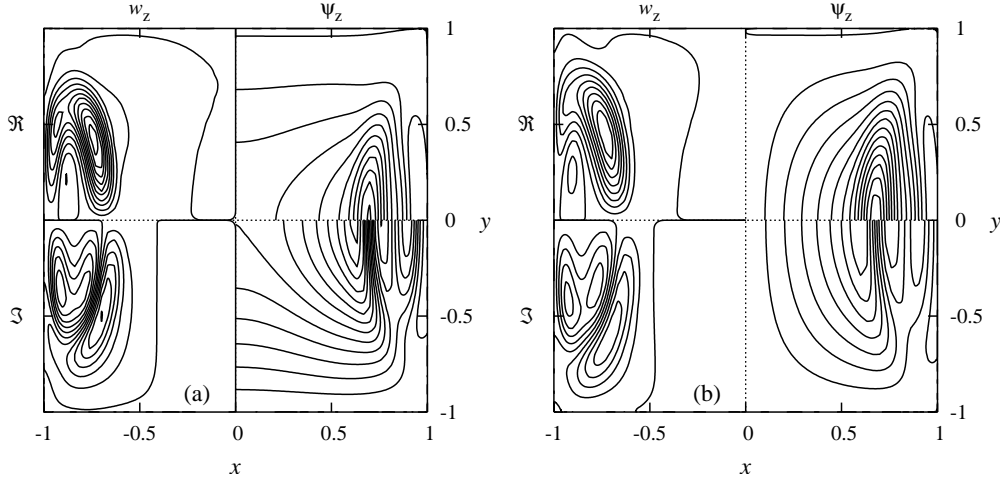 w_z ψ_z w_z ψ_z
1 1
ℜ 0.5 ℜ 0.5
0 y 0 y
ℑ -0.5 ℑ -0.5
(a) (b)
-1 -1
-1 -0.5 0 0.5 1 -1 -0.5 0 0.5 1
x x